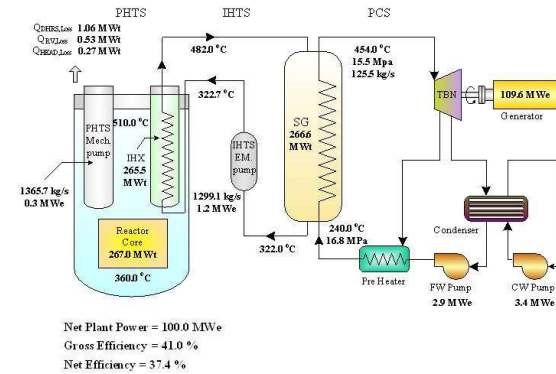 PHTS
IHTS
PCS
QDHRS,Loss 1.06 MWt
QRV,Loss 0.53 MWt
QHEAD,Loss 0.27 MWt
482.0 °C
454.0 °C
15.5 Mpa
125.5 kg/s
322.7 °C
TBN
109.6 MWe
Generator
PHTS
Mech.
pump
510.0 °C
IHX
265.5
MWt
IHTS
EM
pump
SG
266.6
MWt
1365.7 kg/s
0.3 MWe
1299.1 kg/s
1.2 MWe
Reactor
Core
267.0 MWt
360.0 °C
322.0 °C
240.0 °C
16.8 MPa
Pre Heater
Condenser
FW Pump
2.9 MWe
CW Pump
3.4 MWe
Net Plant Power = 100.0 MWe
Gross Efficiency = 41.0 %
Net Efficiency = 37.4 %